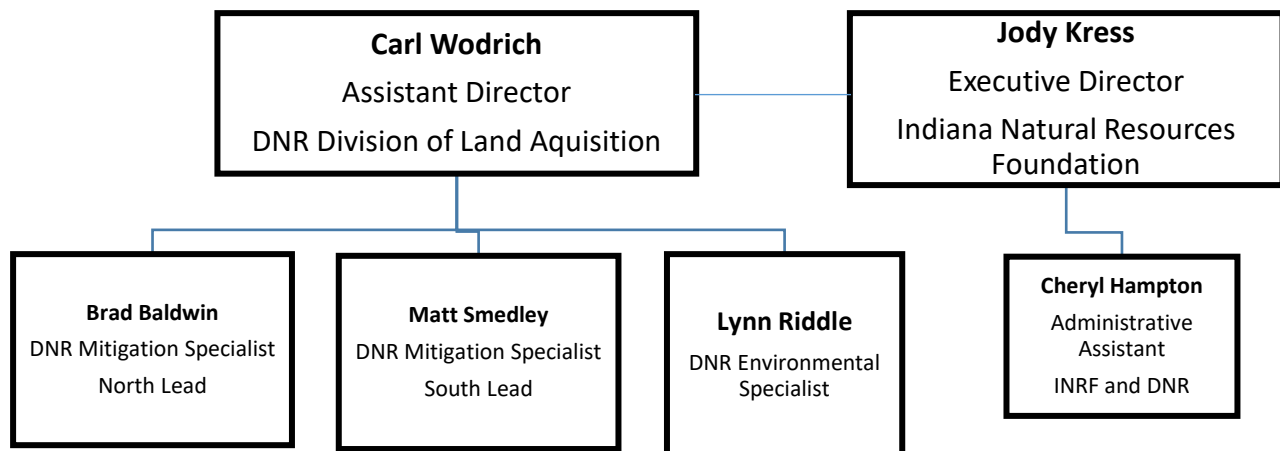 Carl Wodrich
Assistant Director
DNR Division of Land Aquisition
Jody Kress
Executive Director
Indiana Natural Resources
Foundation
Brad Baldwin
DNR Mitigation Specialist
North Lead
Matt Smedley
DNR Mitigation Specialist
South Lead
Lynn Riddle
DNR Environmental
Specialist
Cheryl Hampton
Administrative
Assistant
INRF and DNR